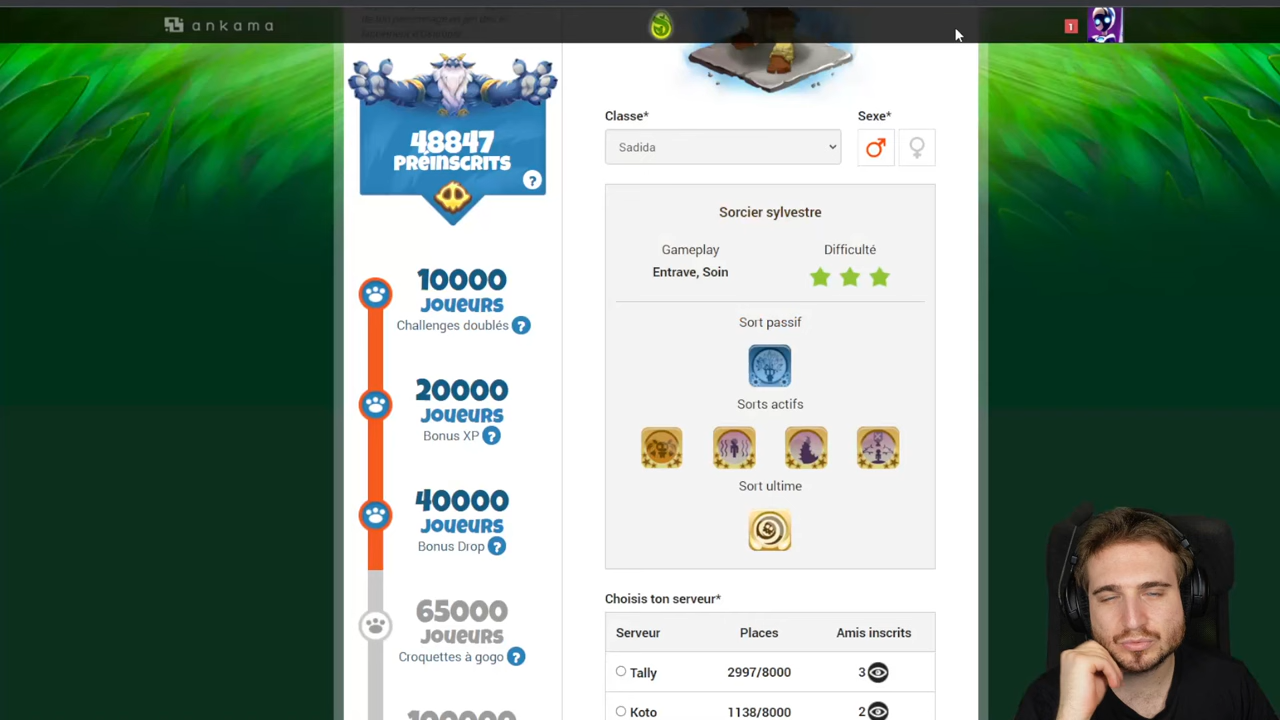 ankama
1
48847
PRÉINSCRITS
?
10000
JOUEURS
Challenges doublés ?
20000
JOUEURS
Bonus XP ?
40000
JOUEURS
Bonus Drop ?
65000
JOUEURS
Croquettes à gogo ?
100000
Classe*
Sexe*
Sadida
Sorcier sylvestre
Gameplay
Difficulté
Entrave, Soin
Sort passif
Sorts actifs
Sort ultime
Choisis ton serveur*
Serveur Places Amis inscrits
Tally 2997/8000 3
Koto 1138/8000 2